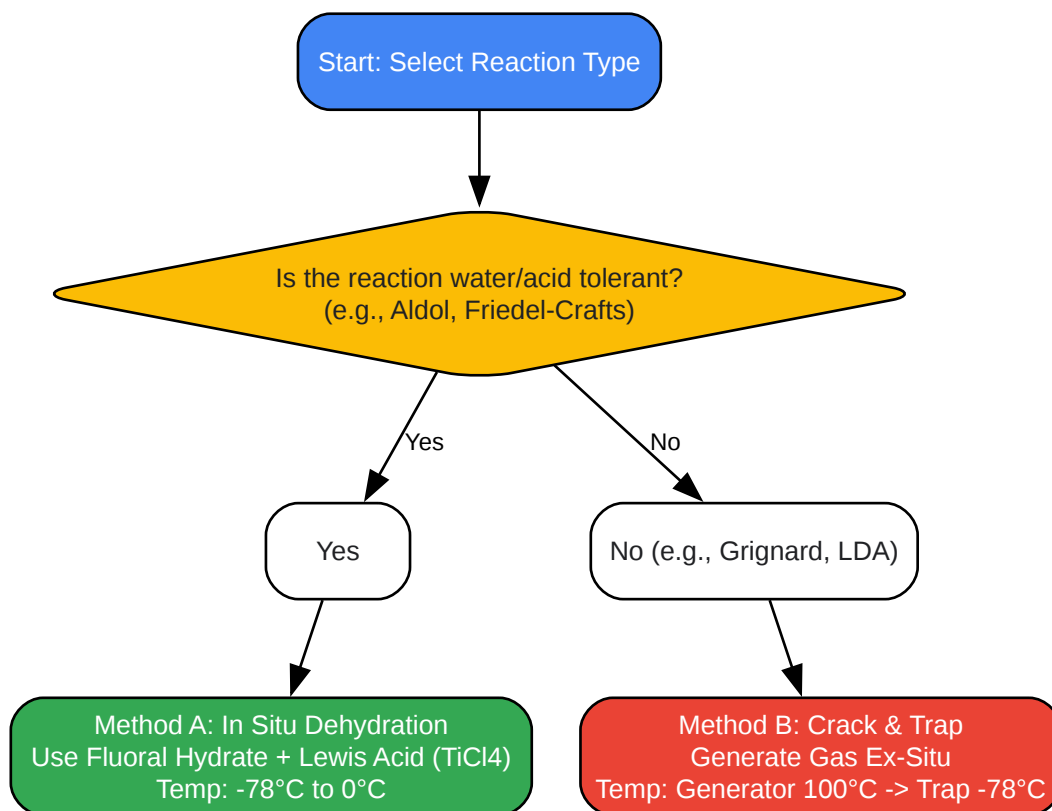 Start: Select Reaction Type
Is the reaction water/acid tolerant?
(e.g., Aldol, Friedel-Crafts)
Yes
No
Yes
No (e.g., Grignard, LDA)
Method A: In Situ Dehydration
Use Fluoral Hydrate + Lewis Acid (TiCl4)
Temp: -78°C to 0°C
Method B: Crack & Trap
Generate Gas Ex-Situ
Temp: Generator 100°C -> Trap -78°C